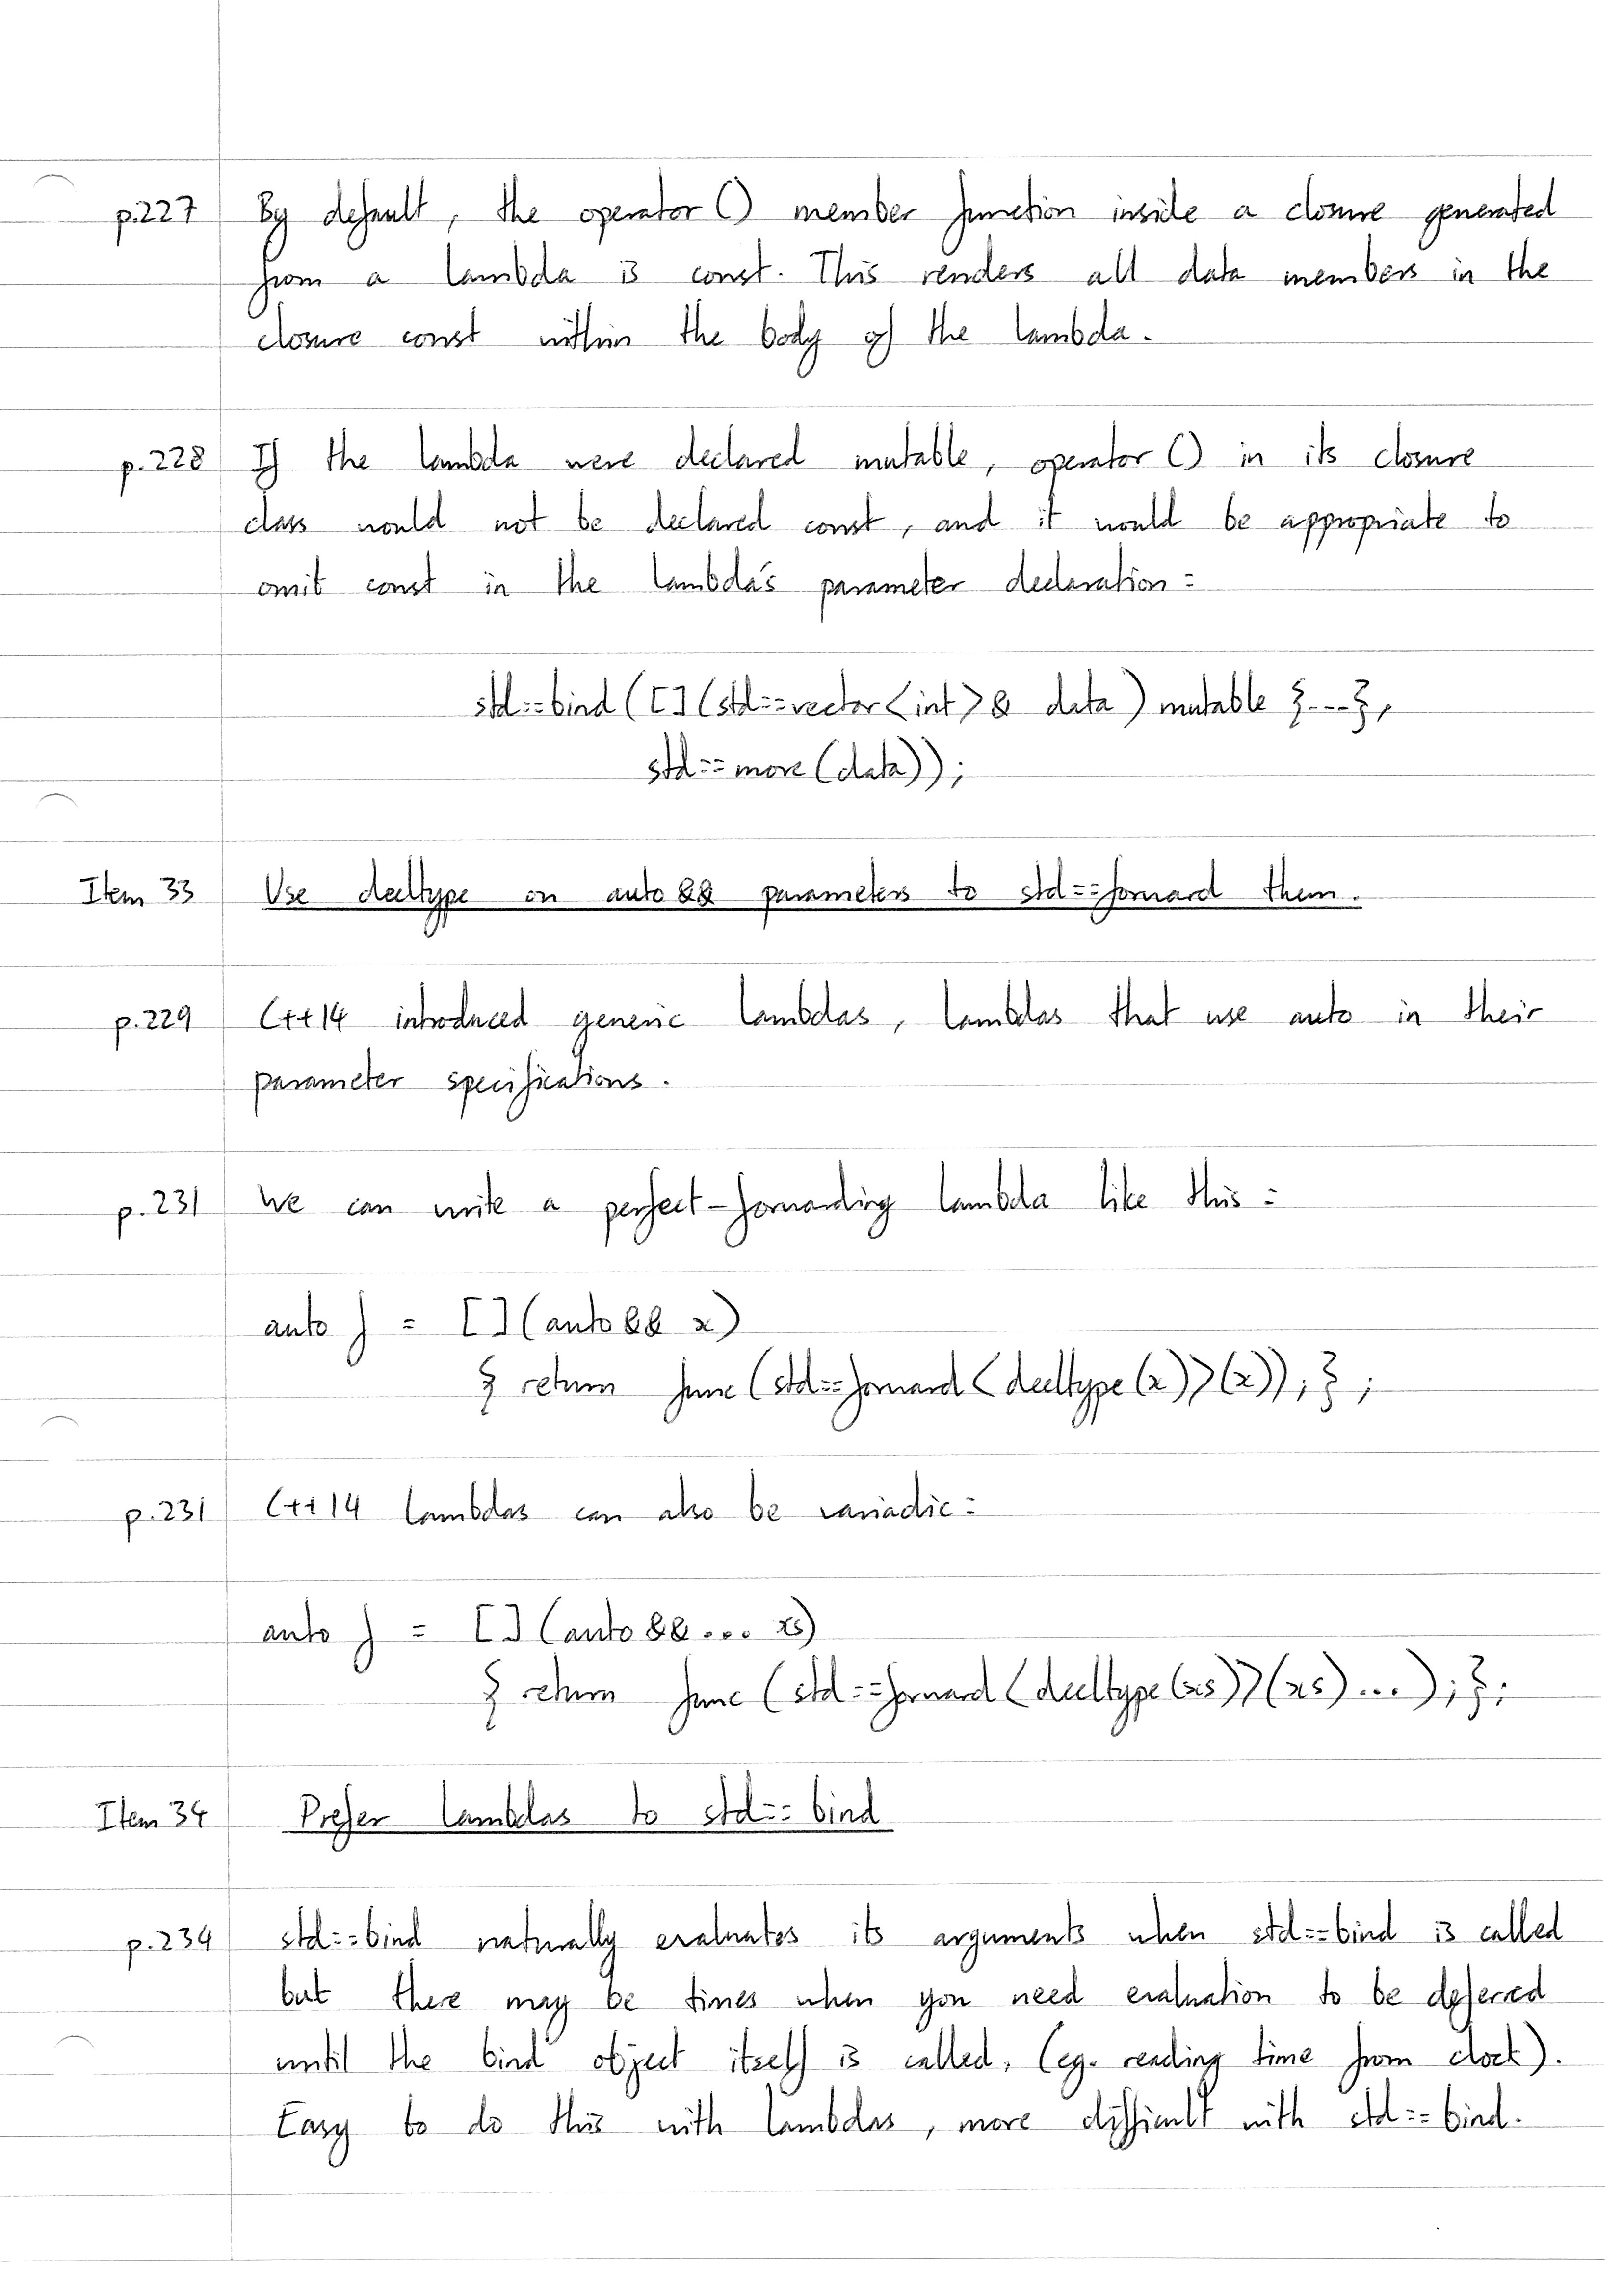 p.227 By default, the operator () member function inside a closure generated
from a lambda is const. This renders all data members in the
closure const within the body of the lambda.
p.228 If the lambda were declared mutable, operator () in its closure
class would not be declared const, and it would be appropriate to
omit const in the lambda's parameter declaration:
std::bind ([] (std::vector<int>& data) mutable {...},
std::move (data));
Item 33 Use decltype on auto&& parameters to std::forward them.
p.229 C++14 introduced generic lambdas, lambdas that use auto in their
parameter specifications.
p.231 We can write a perfect-forwarding lambda like this:
auto f = [] (auto&& x)
{ return func (std::forward<decltype(x)>(x)); };
p.231 C++14 lambdas can also be variadic:
auto f = [] (auto&&... xs)
{ return func (std::forward<decltype(xs)>(xs)...); };
Item 34 Prefer lambdas to std::bind
p.234 std::bind naturally evaluates its arguments when std::bind is called
but there may be times when you need evaluation to be deferred
until the bind object itself is called, (eg. reading time from clock).
Easy to do this with lambdas, more difficult with std::bind.